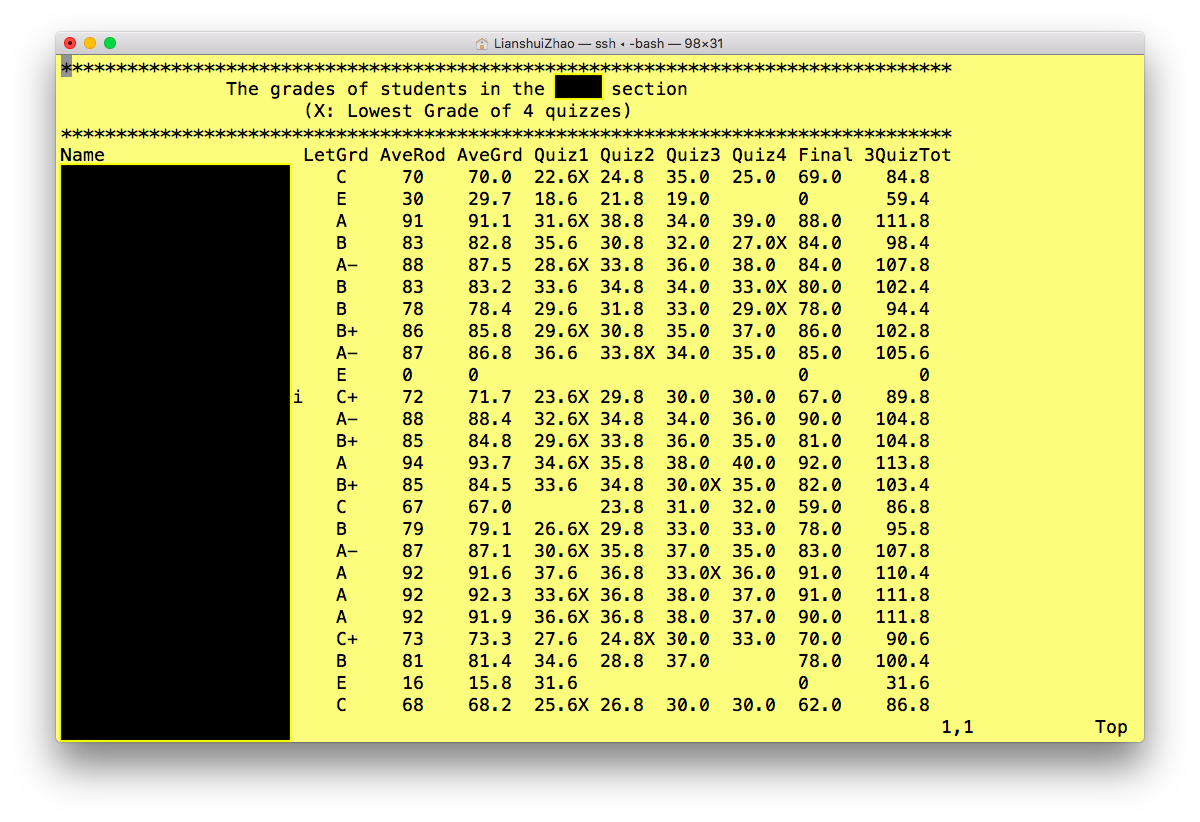 LianshuiZhao — ssh ◂ -bash — 98×31
*********************************************************************************
The grades of students in the section
(X: Lowest Grade of 4 quizzes)
*********************************************************************************
Name LetGrd AveRod AveGrd Quiz1 Quiz2 Quiz3 Quiz4 Final 3QuizTot
C 70 70.0 22.6X 24.8 35.0 25.0 69.0 84.8
E 30 29.7 18.6 21.8 19.0 0 59.4
A 91 91.1 31.6X 38.8 34.0 39.0 88.0 111.8
B 83 82.8 35.6 30.8 32.0 27.0X 84.0 98.4
A- 88 87.5 28.6X 33.8 36.0 38.0 84.0 107.8
B 83 83.2 33.6 34.8 34.0 33.0X 80.0 102.4
B 78 78.4 29.6 31.8 33.0 29.0X 78.0 94.4
B+ 86 85.8 29.6X 30.8 35.0 37.0 86.0 102.8
A- 87 86.8 36.6 33.8X 34.0 35.0 85.0 105.6
E 0 0 0 0
i C+ 72 71.7 23.6X 29.8 30.0 30.0 67.0 89.8
A- 88 88.4 32.6X 34.8 34.0 36.0 90.0 104.8
B+ 85 84.8 29.6X 33.8 36.0 35.0 81.0 104.8
A 94 93.7 34.6X 35.8 38.0 40.0 92.0 113.8
B+ 85 84.5 33.6 34.8 30.0X 35.0 82.0 103.4
C 67 67.0 23.8 31.0 32.0 59.0 86.8
B 79 79.1 26.6X 29.8 33.0 33.0 78.0 95.8
A- 87 87.1 30.6X 35.8 37.0 35.0 83.0 107.8
A 92 91.6 37.6 36.8 33.0X 36.0 91.0 110.4
A 92 92.3 33.6X 36.8 38.0 37.0 91.0 111.8
A 92 91.9 36.6X 36.8 38.0 37.0 90.0 111.8
C+ 73 73.3 27.6 24.8X 30.0 33.0 70.0 90.6
B 81 81.4 34.6 28.8 37.0 78.0 100.4
E 16 15.8 31.6 0 31.6
C 68 68.2 25.6X 26.8 30.0 30.0 62.0 86.8
1,1 Top